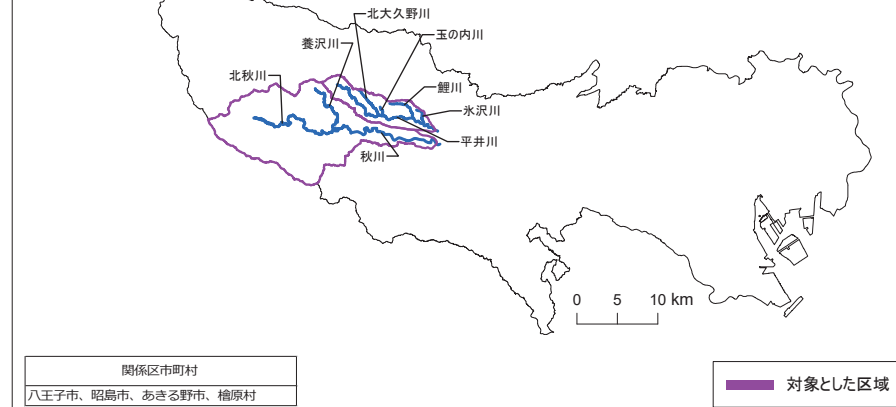 北大久野川
玉の内川
養沢川
北秋川
鯉川
氷沢川
平井川
秋川
0 5 10 km
関係区市町村
八王子市、昭島市、あきる野市、檜原村
対象とした区域